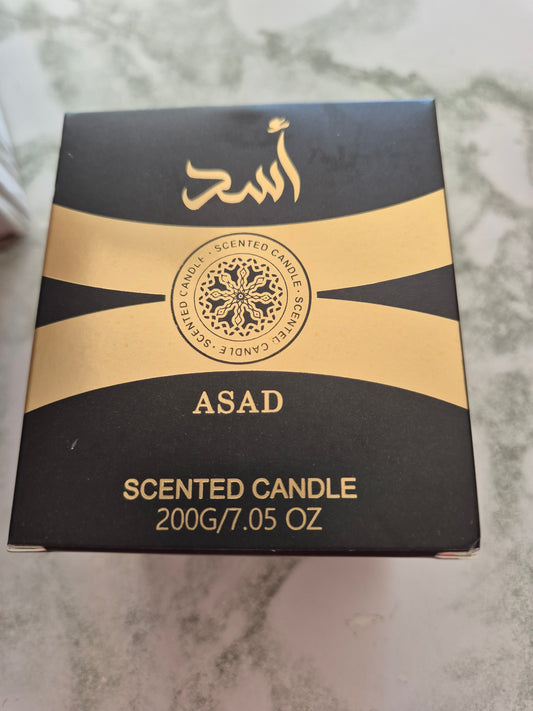 أسد
SCENTED CANDLE · SCENTED CANDLE · SCENTED CANDLE ·
ASAD
SCENTED CANDLE
200G/7.05 OZ